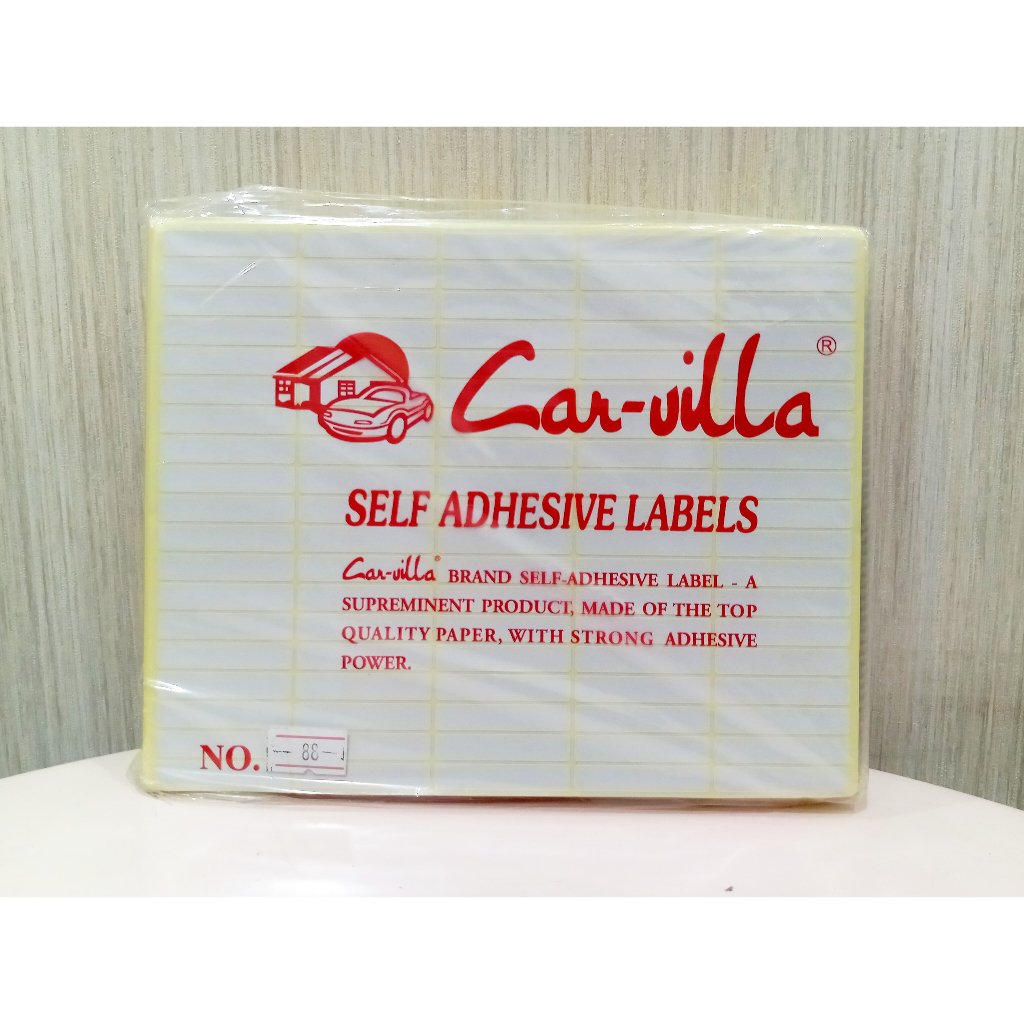 Car-villa ®
SELF ADHESIVE LABELS
Car-villa® BRAND SELF-ADHESIVE LABEL - A
SUPREMINENT PRODUCT, MADE OF THE TOP
QUALITY PAPER, WITH STRONG ADHESIVE
POWER.
NO. 88